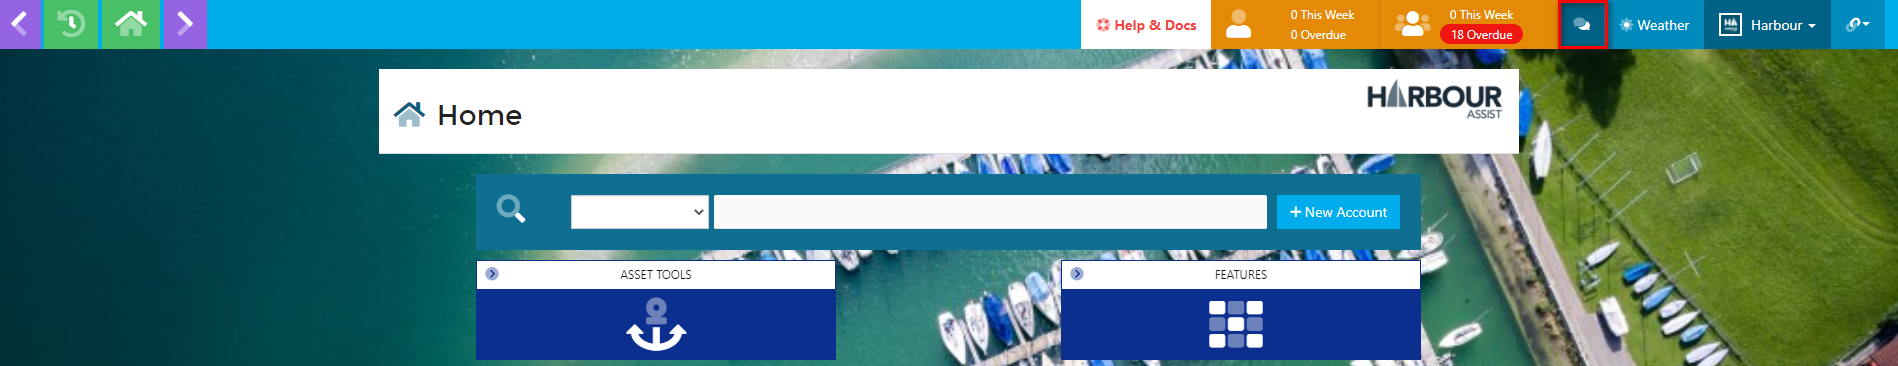 Help & Docs
0 This Week
0 Overdue
0 This Week
18 Overdue
Weather
Harbour
Home
HARBOUR
ASSIST
+ New Account
ASSET TOOLS
FEATURES